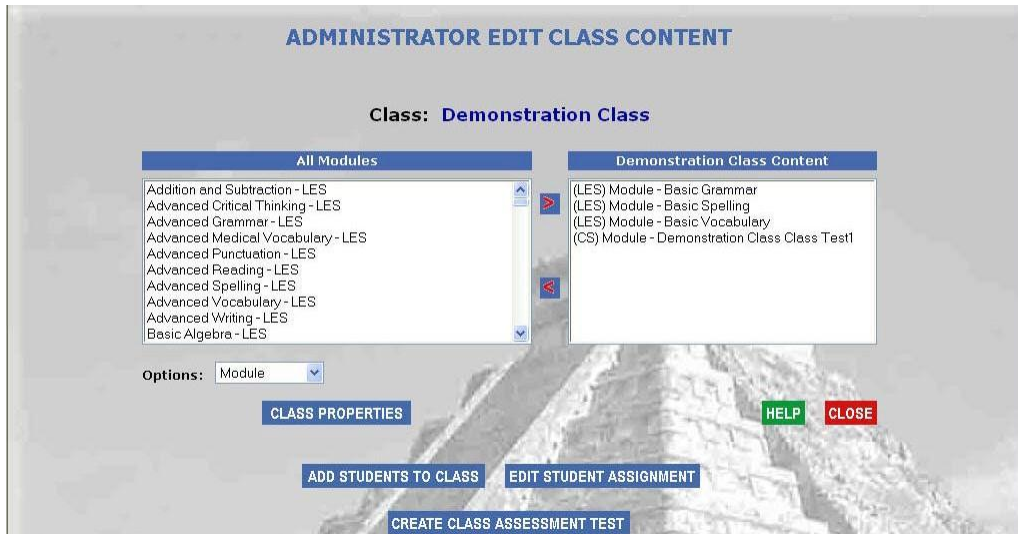 ADMINISTRATOR EDIT CLASS CONTENT
Class: Demonstration Class
All Modules
Addition and Subtraction - LES
Advanced Critical Thinking - LES
Advanced Grammar - LES
Advanced Medical Vocabulary - LES
Advanced Punctuation - LES
Advanced Reading - LES
Advanced Spelling - LES
Advanced Vocabulary - LES
Advanced Writing - LES
Basic Algebra - LES
>
<
Demonstration Class Content
(LES) Module - Basic Grammar
(LES) Module - Basic Spelling
(LES) Module - Basic Vocabulary
(CS) Module - Demonstration Class Class Test1
Options: Module
CLASS PROPERTIES
HELP CLOSE
ADD STUDENTS TO CLASS EDIT STUDENT ASSIGNMENT
CREATE CLASS ASSESSMENT TEST